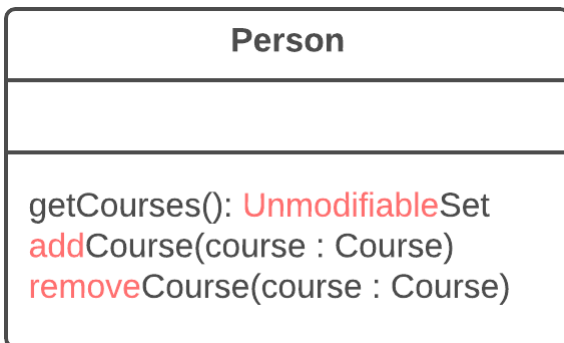 Person
getCourses(): UnmodifiableSet
addCourse(course : Course)
removeCourse(course : Course)